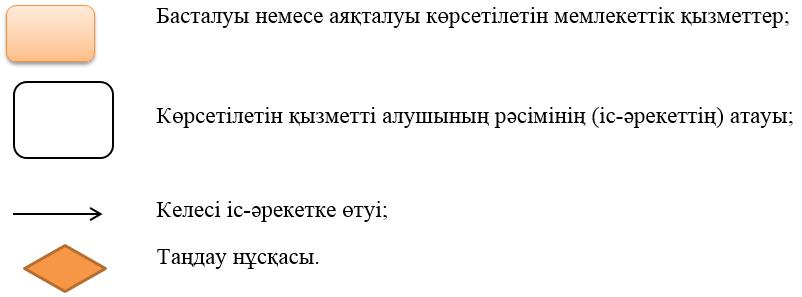 Басталуы немесе аяқталуы көрсетілетін мемлекеттік қызметтер;
Көрсетілетін қызметті алушының рәсімінің (іс-әрекеттің) атауы;
Келесі іс-әрекетке өтуі;
Таңдау нұсқасы.